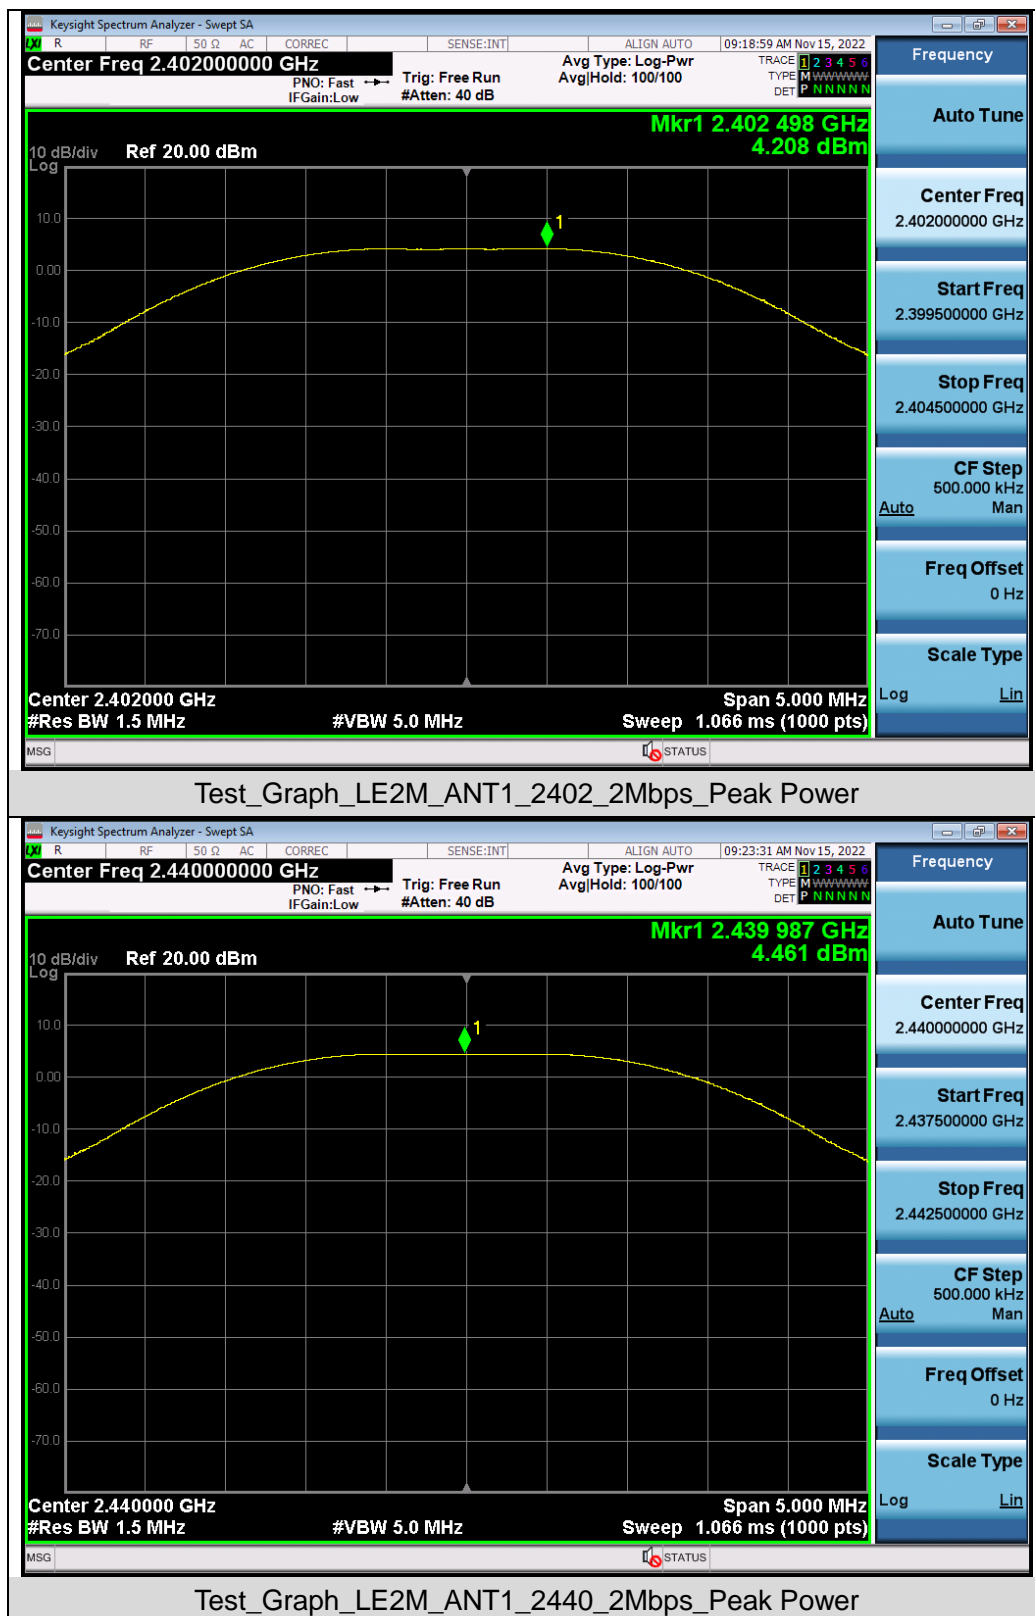 Keysight Spectrum Analyzer - Swept SA
LXI R RF 50 Ω AC CORREC SENSE:INT ALIGN AUTO 09:18:59 AM Nov 15, 2022
Center Freq 2.402000000 GHz
PNO: Fast
IFGain:Low
Trig: Free Run
#Atten: 40 dB
Avg Type: Log-Pwr
Avg|Hold: 100/100
TRACE 1 2 3 4 5 6
TYPE M WWWWW
DET P N N N N N
Mkr1 2.402 498 GHz
4.208 dBm
10 dB/div Ref 20.00 dBm
Log
10.0
1
0.00
-10.0
-20.0
-30.0
-40.0
-50.0
-60.0
-70.0
Center 2.402000 GHz Span 5.000 MHz
#Res BW 1.5 MHz #VBW 5.0 MHz Sweep 1.066 ms (1000 pts)
MSG STATUS
Frequency
Auto Tune
Center Freq
2.402000000 GHz
Start Freq
2.399500000 GHz
Stop Freq
2.404500000 GHz
CF Step
500.000 kHz
Auto Man
Freq Offset
0 Hz
Scale Type
Log Lin
Test_Graph_LE2M_ANT1_2402_2Mbps_Peak Power
Keysight Spectrum Analyzer - Swept SA
LXI R RF 50 Ω AC CORREC SENSE:INT ALIGN AUTO 09:23:31 AM Nov 15, 2022
Center Freq 2.440000000 GHz
PNO: Fast
IFGain:Low
Trig: Free Run
#Atten: 40 dB
Avg Type: Log-Pwr
Avg|Hold: 100/100
TRACE 1 2 3 4 5 6
TYPE M WWWWW
DET P N N N N N
Mkr1 2.439 987 GHz
4.461 dBm
10 dB/div Ref 20.00 dBm
Log
10.0
1
0.00
-10.0
-20.0
-30.0
-40.0
-50.0
-60.0
-70.0
Center 2.440000 GHz Span 5.000 MHz
#Res BW 1.5 MHz #VBW 5.0 MHz Sweep 1.066 ms (1000 pts)
MSG STATUS
Frequency
Auto Tune
Center Freq
2.440000000 GHz
Start Freq
2.437500000 GHz
Stop Freq
2.442500000 GHz
CF Step
500.000 kHz
Auto Man
Freq Offset
0 Hz
Scale Type
Log Lin
Test_Graph_LE2M_ANT1_2440_2Mbps_Peak Power